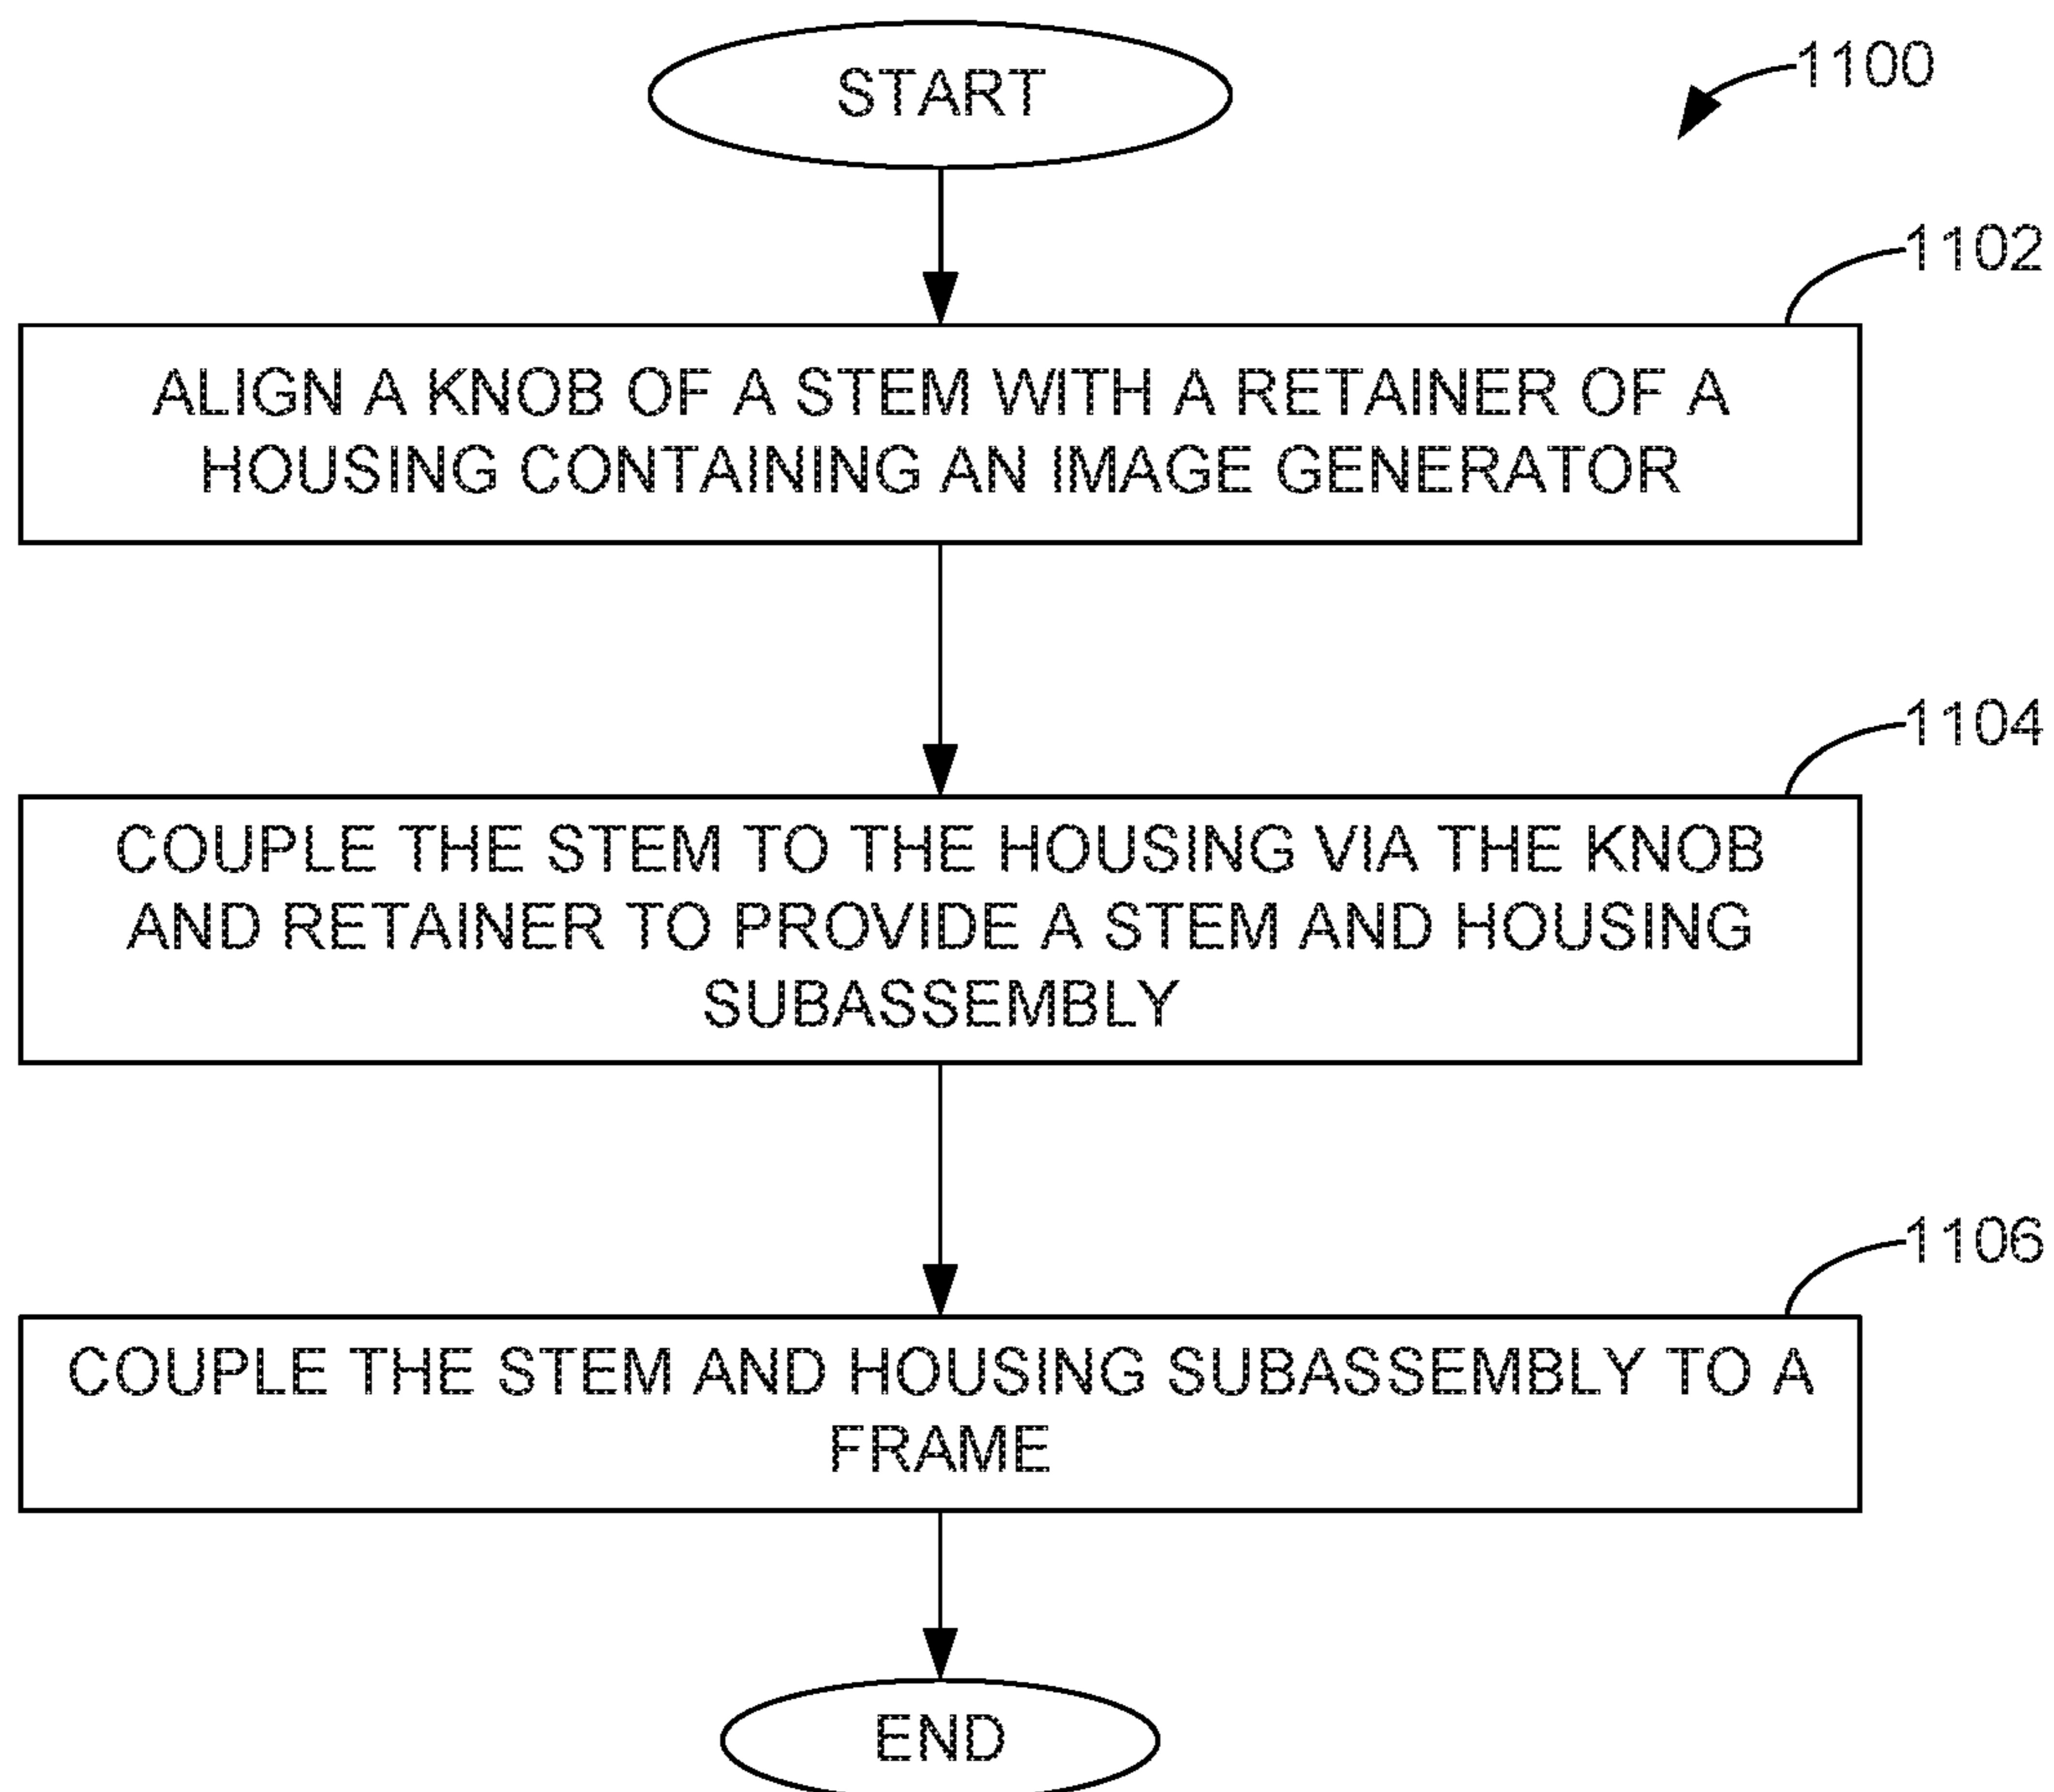 START
1100
1102
ALIGN A KNOB OF A STEM WITH A RETAINER OF A
HOUSING CONTAINING AN IMAGE GENERATOR
1104
COUPLE THE STEM TO THE HOUSING VIA THE KNOB
AND RETAINER TO PROVIDE A STEM AND HOUSING
SUBASSEMBLY
1106
COUPLE THE STEM AND HOUSING SUBASSEMBLY TO A
FRAME
END